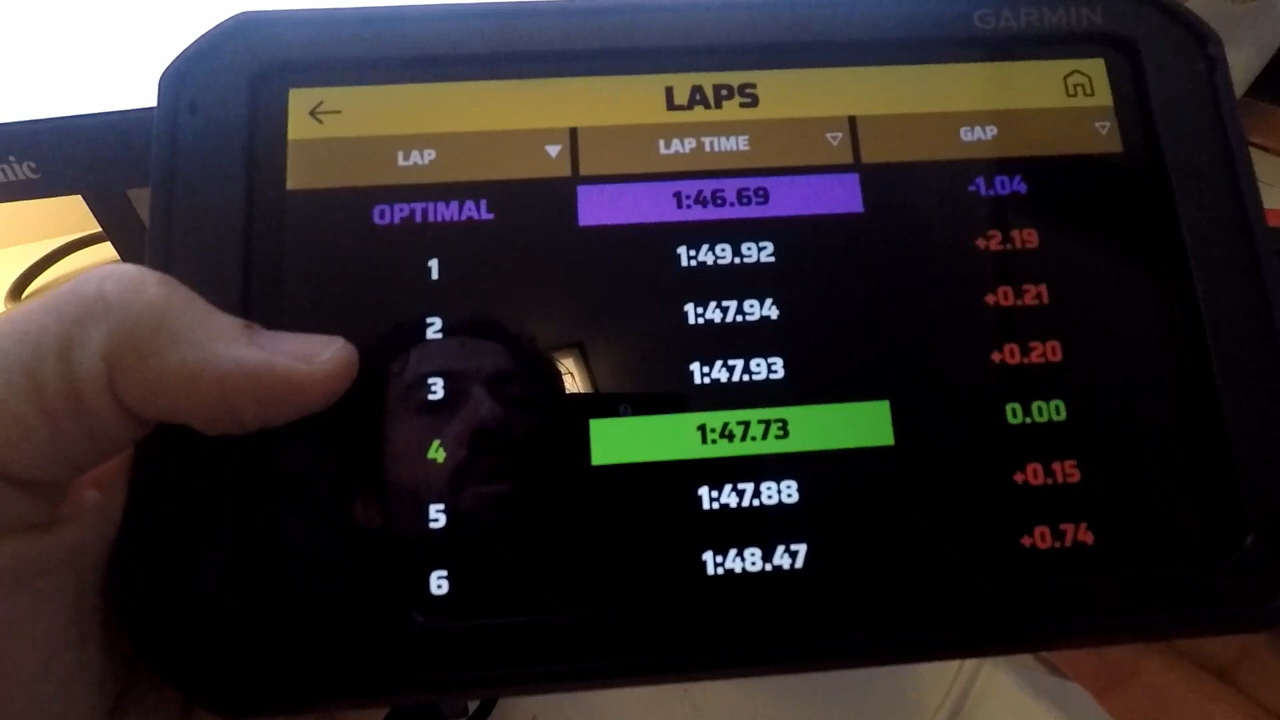 GARMIN
← LAPS
LAP LAP TIME GAP
nic
OPTIMAL 1:46.69 -1.04
1 1:49.92 +2.19
2 1:47.94 +0.21
3 1:47.93 +0.20
4 1:47.73 0.00
5 1:47.88 +0.15
6 1:48.47 +0.74